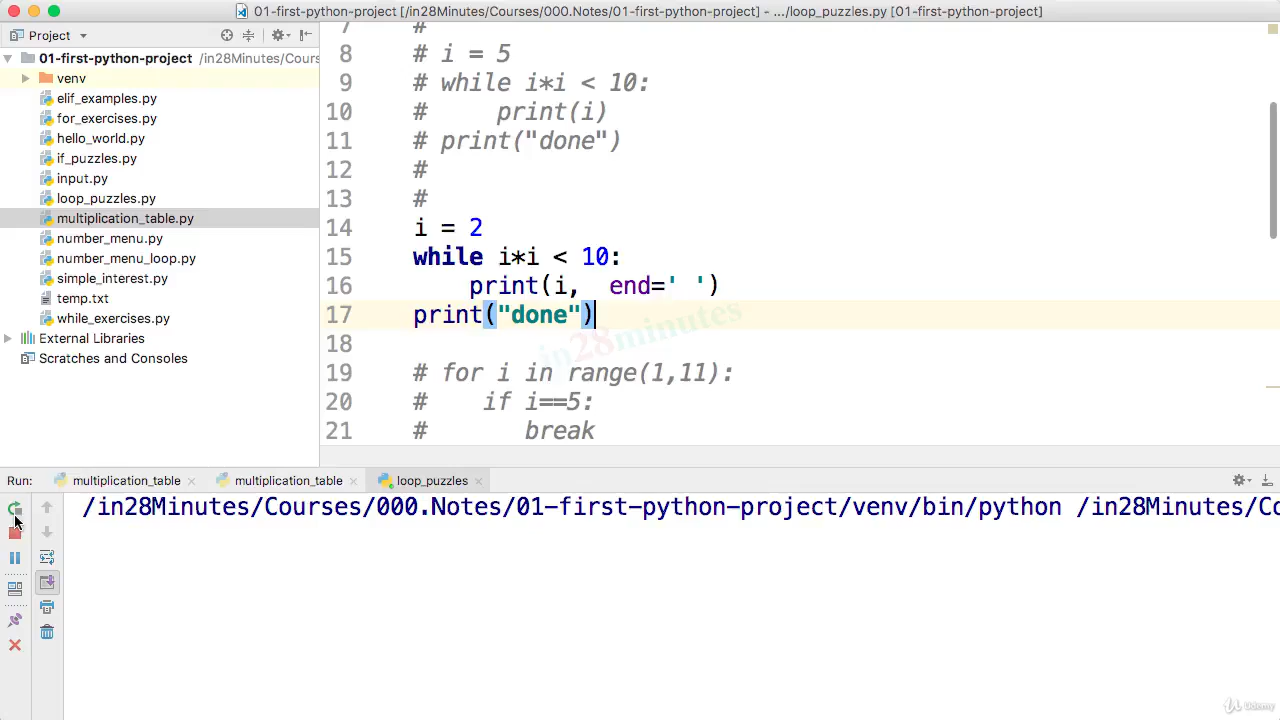 01-first-python-project [/in28Minutes/Courses/000.Notes/01-first-python-project] - .../loop_puzzles.py [01-first-python-project]
Project
01-first-python-project /in28Minutes/Cours
venv
elif_examples.py
for_exercises.py
hello_world.py
if_puzzles.py
input.py
loop_puzzles.py
multiplication_table.py
number_menu.py
number_menu_loop.py
simple_interest.py
temp.txt
while_exercises.py
External Libraries
Scratches and Consoles
7 #
8 # i = 5
9 # while i*i < 10:
10 #     print(i)
11 # print("done")
12 #
13 #
14 i = 2
15 while i*i < 10:
16     print(i,  end=' ')
17 print("done")
18
19 # for i in range(1,11):
20 #    if i==5:
21 #       break
in28minutes
Run: multiplication_table multiplication_table loop_puzzles
/in28Minutes/Courses/000.Notes/01-first-python-project/venv/bin/python /in28Minutes/Co
Udemy